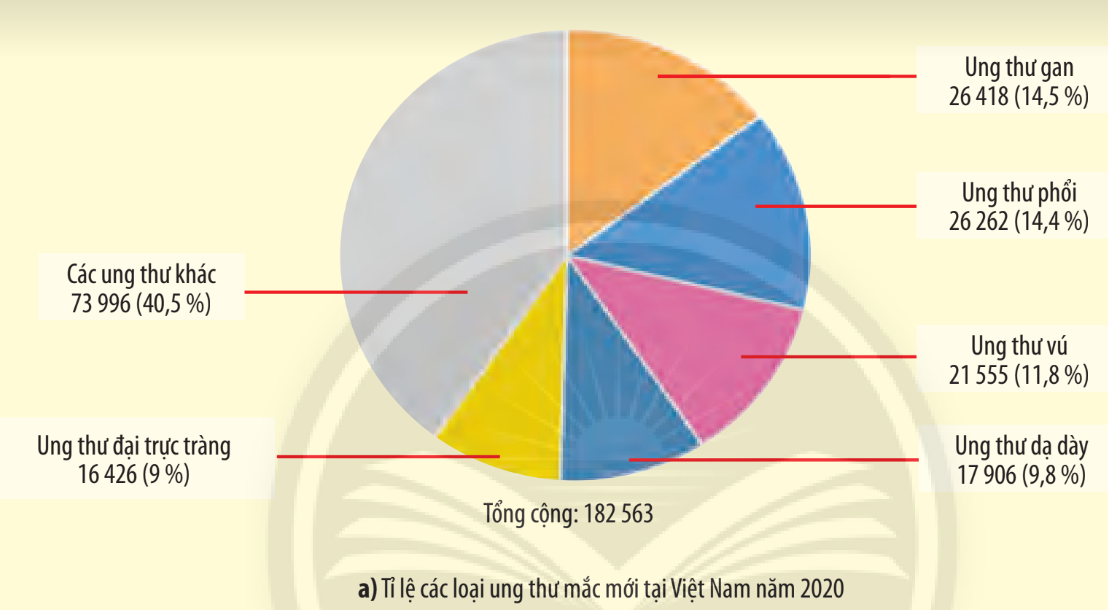 Ung thư gan
26 418 (14,5 %)
Ung thư phổi
26 262 (14,4 %)
Ung thư vú
21 555 (11,8 %)
Ung thư dạ dày
17 906 (9,8 %)
Các ung thư khác
73 996 (40,5 %)
Ung thư đại trực tràng
16 426 (9 %)
Tổng cộng: 182 563
a) Tỉ lệ các loại ung thư mắc mới tại Việt Nam năm 2020